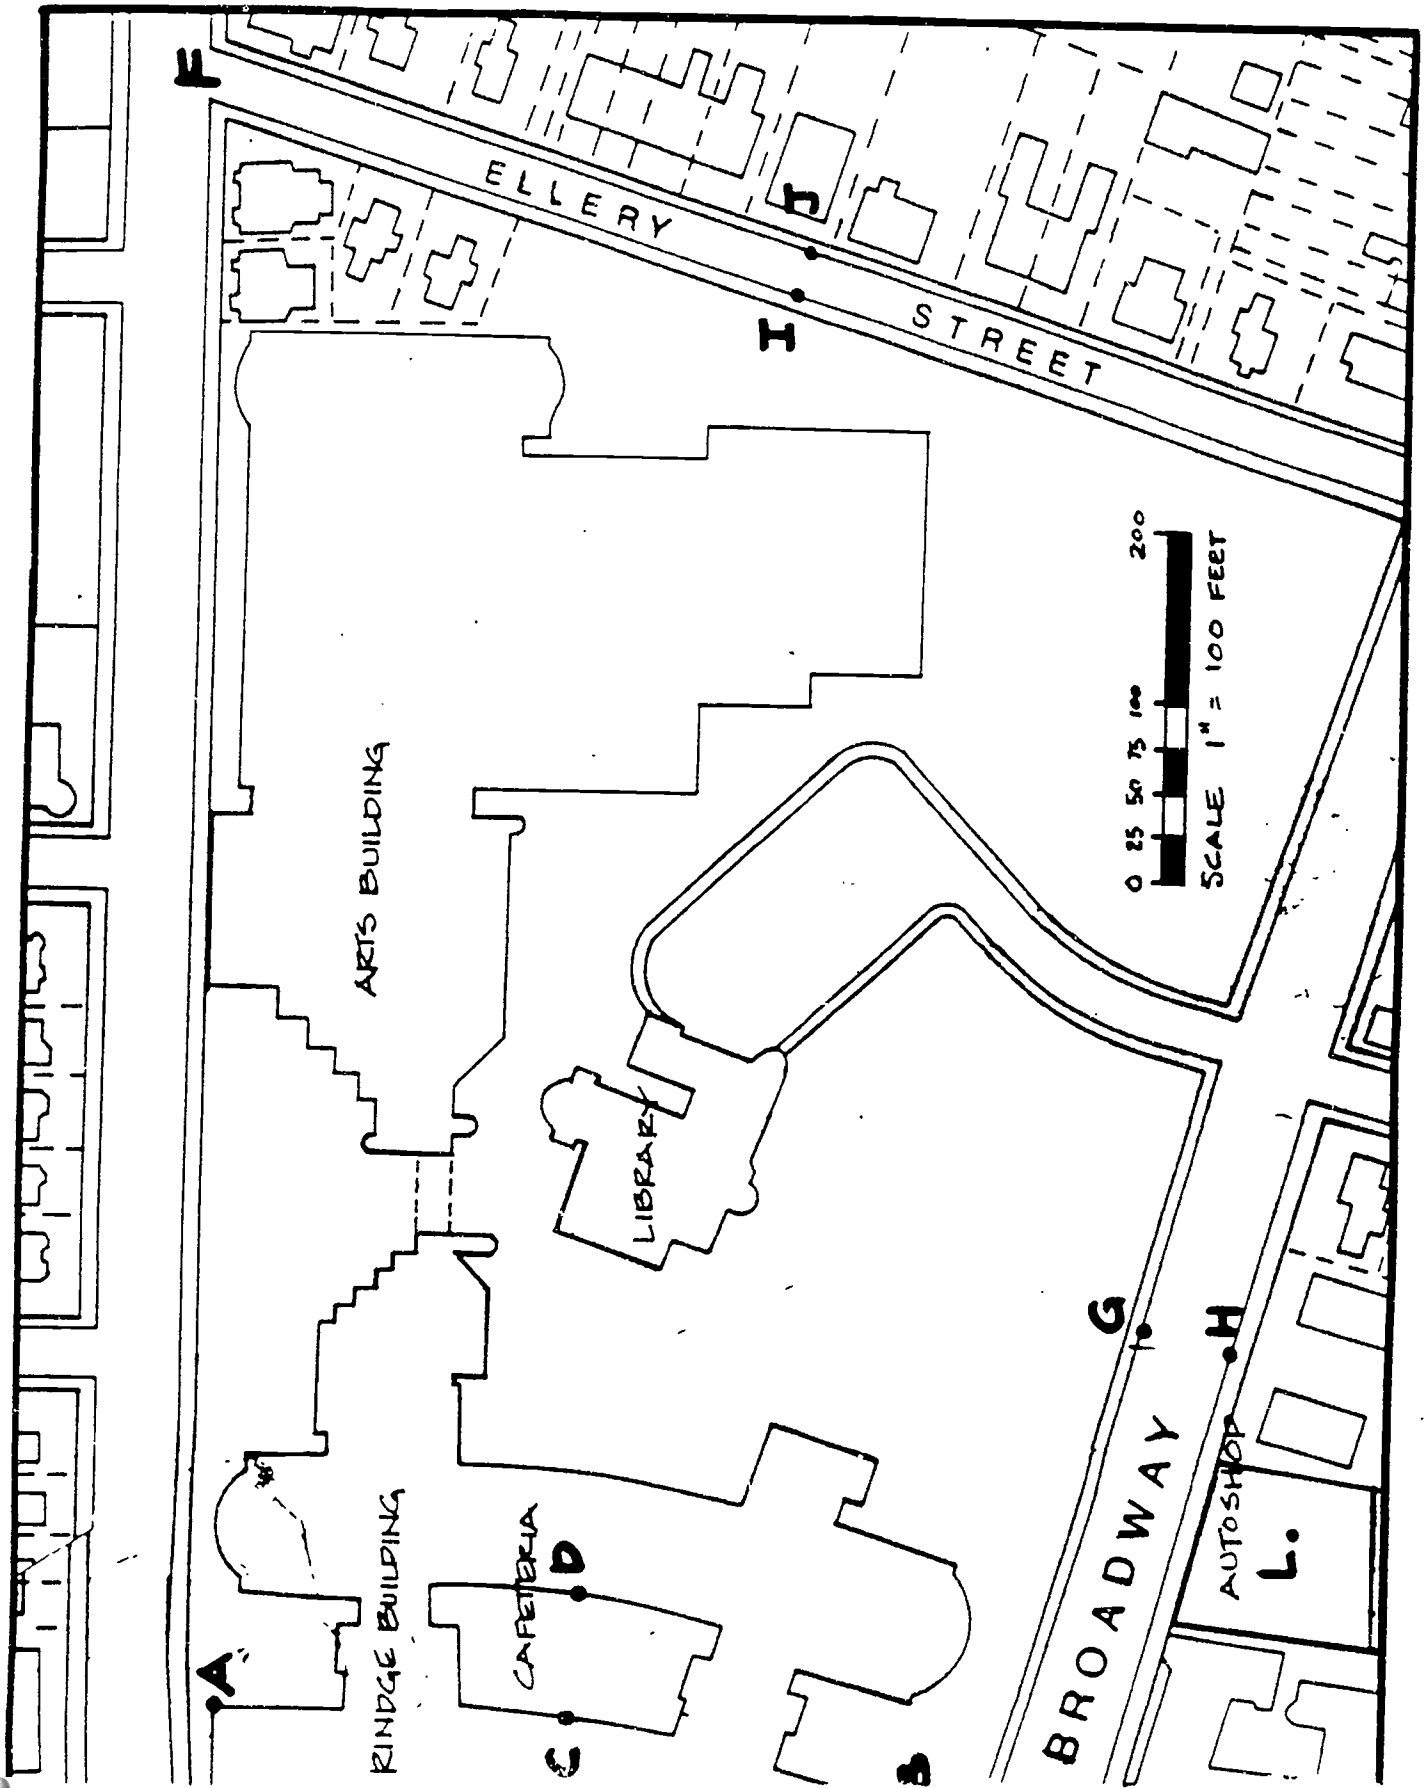 F
ELLERY STREET
J
I
ARTS BUILDING
0 25 50 75 100 200
SCALE 1" = 100 FEET
LIBRARY
G
H
RINDGE BUILDING
CAFETERIA
D
BROADWAY
AUTOSHOP
L.
A
C
B